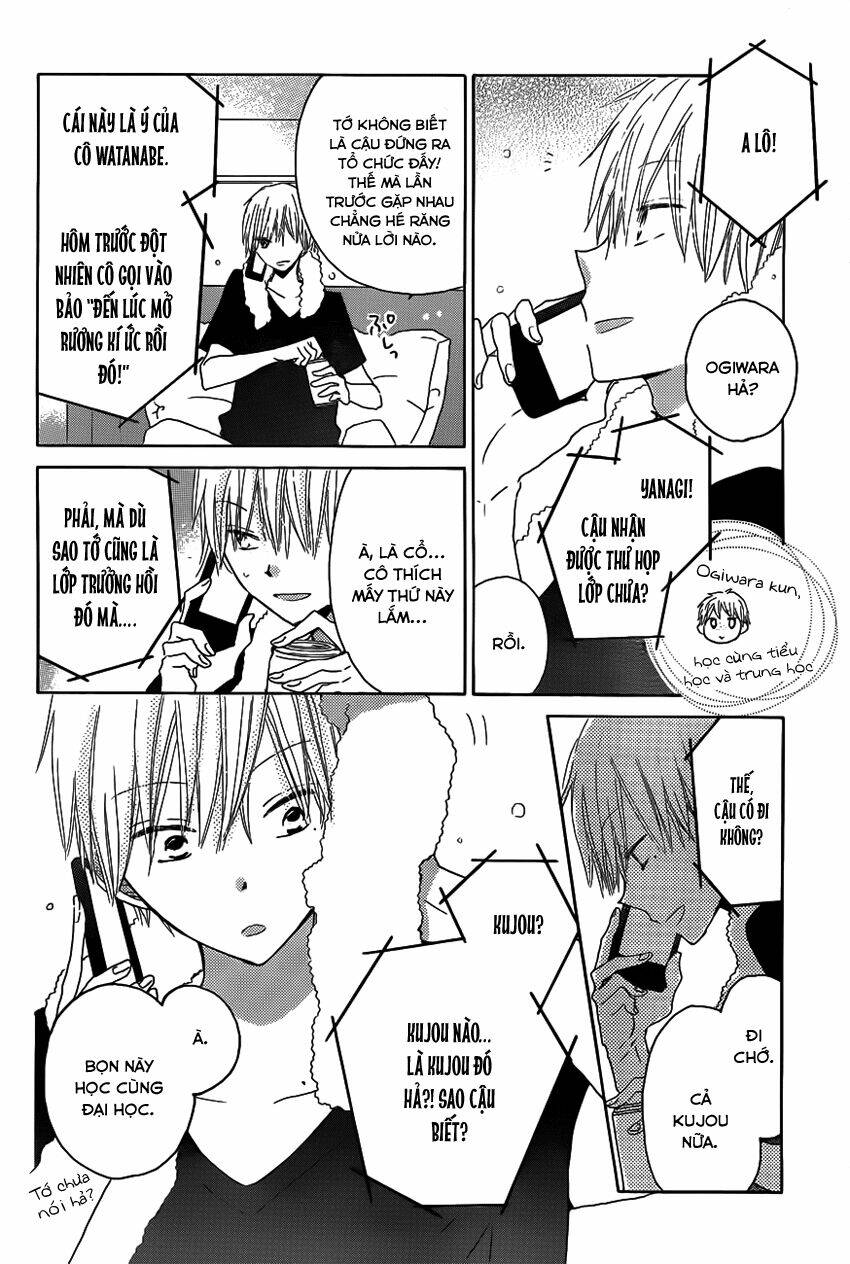 A LÔ!
OGIWARA
HẢ?
YANAGI!
CẬU NHẬN
ĐƯỢC THƯ HỌP
LỚP CHƯA?
Ogiwara kun,
học cùng tiểu
học và trung học
RỒI.
TỚ KHÔNG BIẾT
LÀ CẬU ĐỨNG RA
TỔ CHỨC ĐẤY!
THẾ MÀ LẦN
TRƯỚC GẶP NHAU
CHẲNG HÉ RĂNG
NỬA LỜI NÀO.
CÁI NÀY LÀ Ý CỦA
CÔ WATANABE.
HÔM TRƯỚC ĐỘT
NHIÊN CÔ GỌI VÀO
BẢO "ĐẾN LÚC MỞ
RƯƠNG KÍ ỨC RỒI
ĐÓ!"
ぷしっ
À, LÀ CỔ...
CÔ THÍCH
MẤY THỨ NÀY
LẮM...
PHẢI, MÀ DÙ
SAO TỚ CŨNG LÀ
LỚP TRƯỞNG HỒI
ĐÓ MÀ....
THẾ,
CẬU CÓ ĐI
KHÔNG?
ĐI
CHỚ.
CẢ
KUJOU
NỮA.
KUJOU?
KUJOU NÀO...
LÀ KUJOU ĐÓ
HẢ?! SAO CẬU
BIẾT?
À.
BỌN NÀY
HỌC CÙNG
ĐẠI HỌC.
Tớ chưa
nói hả?